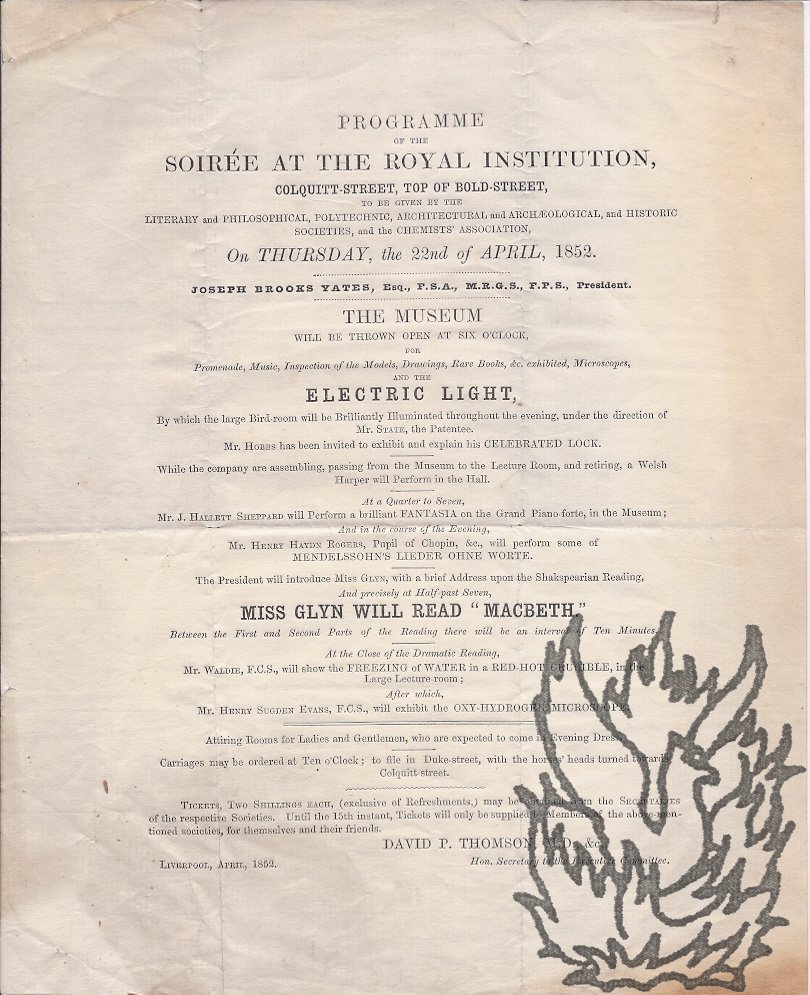 PROGRAMME
OF THE
SOIRÉE AT THE ROYAL INSTITUTION,
COLQUITT-STREET, TOP OF BOLD-STREET,
TO BE GIVEN BY THE
LITERARY and PHILOSOPHICAL, POLYTECHNIC, ARCHITECTURAL and ARCHÆOLOGICAL, and HISTORIC
SOCIETIES, and the CHEMISTS' ASSOCIATION,
On THURSDAY, the 22nd of APRIL, 1852.
JOSEPH BROOKS YATES, Esq., F.S.A., M.R.G.S., F.P.S., President.
THE MUSEUM
WILL BE THROWN OPEN AT SIX O'CLOCK,
FOR
Promenade, Music, Inspection of the Models, Drawings, Rare Books, &c. exhibited, Microscopes,
AND THE
ELECTRIC LIGHT,
By which the large Bird-room will be Brilliantly Illuminated throughout the evening, under the direction of
Mr. STATE, the Patentee.
Mr. HOBBS has been invited to exhibit and explain his CELEBRATED LOCK.
While the company are assembling, passing from the Museum to the Lecture Room, and retiring, a Welsh
Harper will Perform in the Hall.
At a Quarter to Seven,
Mr. J. HALLETT SHEPPARD will Perform a brilliant FANTASIA on the Grand Piano-forte, in the Museum;
And in the course of the Evening,
Mr. HENRY HAYDN ROGERS, Pupil of Chopin, &c., will perform some of
MENDELSSOHN'S LIEDER OHNE WORTE.
The President will introduce MISS GLYN, with a brief Address upon the Shakspearian Reading,
And precisely at Half-past Seven,
MISS GLYN WILL READ "MACBETH."
Between the First and Second Parts of the Reading there will be an interval of Ten Minutes.
At the Close of the Dramatic Reading,
Mr. WALDIE, F.C.S., will show the FREEZING of WATER in a RED-HOT CRUCIBLE, in the
Large Lecture-room;
After which,
Mr. HENRY SUGDEN EVANS, F.C.S., will exhibit the OXY-HYDROGEN MICROSCOPE.
Attiring Rooms for Ladies and Gentlemen, who are expected to come in Evening Dress.
Carriages may be ordered at Ten o'Clock; to file in Duke-street, with the horses' heads turned towards
Colquitt-street.
TICKETS, TWO SHILLINGS EACH, (exclusive of Refreshments,) may be obtained from the SECRETARIES
of the respective Societies. Until the 15th instant, Tickets will only be supplied to Members of the above-men-
tioned societies, for themselves and their friends.
DAVID P. THOMSON, M.D., &c.
Hon. Secretary to the Executive Committee.
LIVERPOOL, APRIL, 1852.